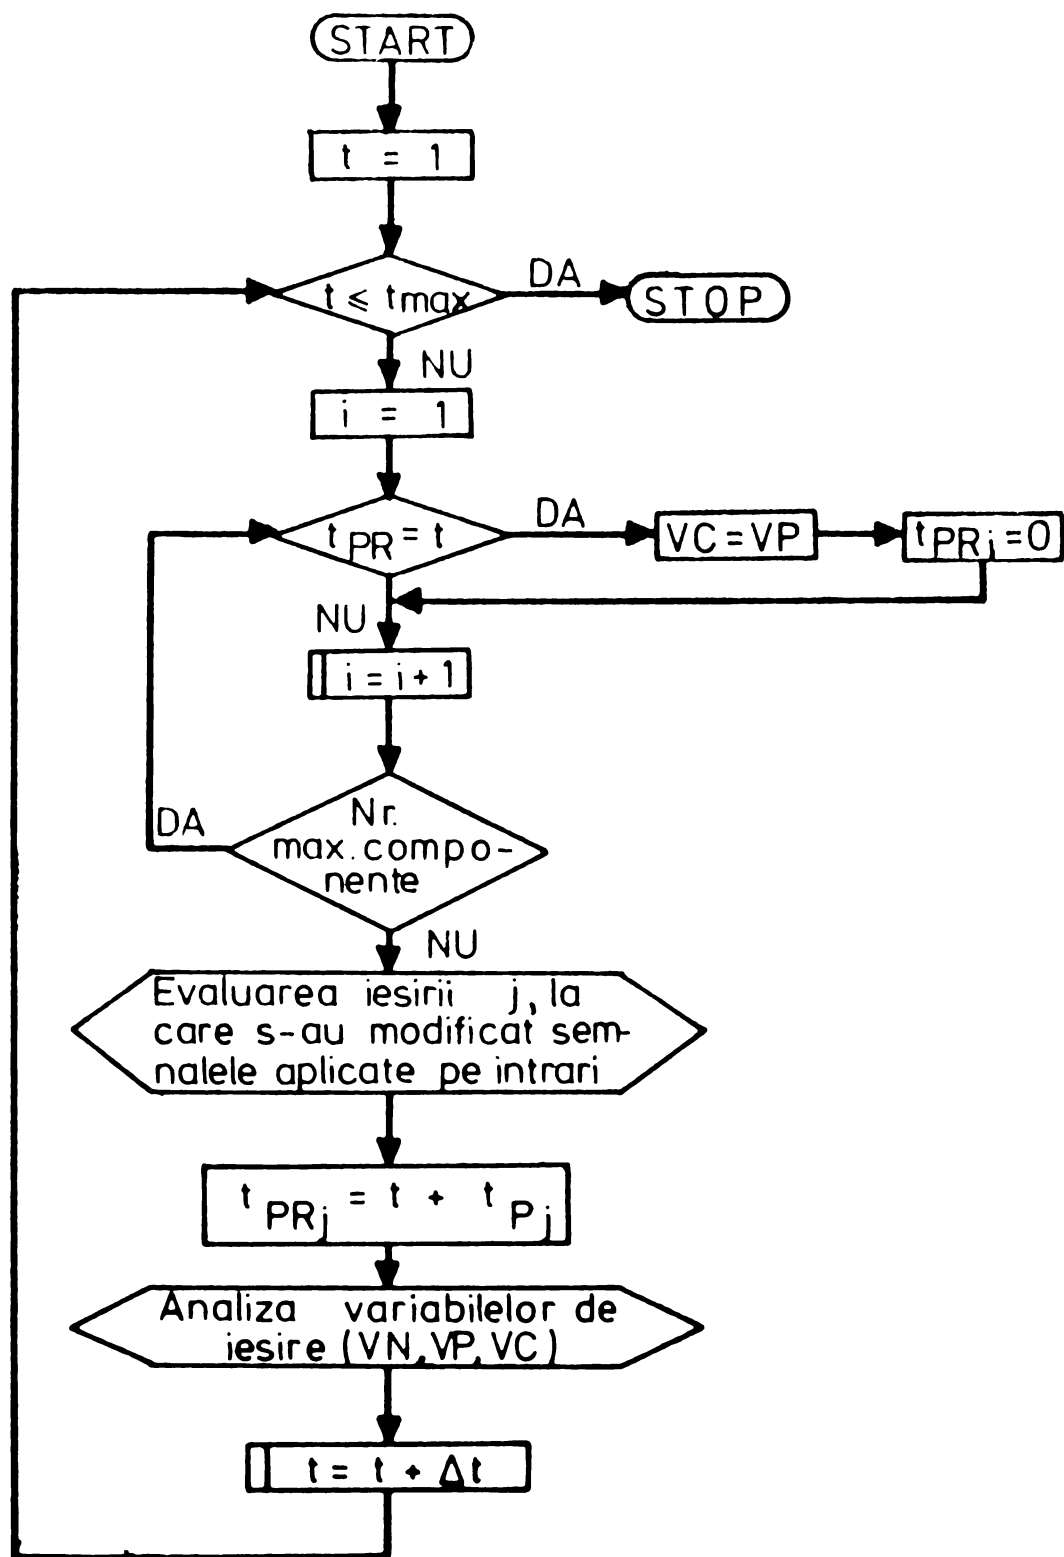 START
t = 1
t ≤ tmax
DA
STOP
NU
i = 1
tPR = t
DA
VC = VP
tPRi = 0
NU
i = i + 1
Nr.
max. compo-
nente
DA
NU
Evaluarea iesirii j, la
care s-au modificat sem-
nalele aplicate pe intrari
tPRj = t + tPj
Analiza variabilelor de
iesire (VN, VP, VC)
t = t + Δt